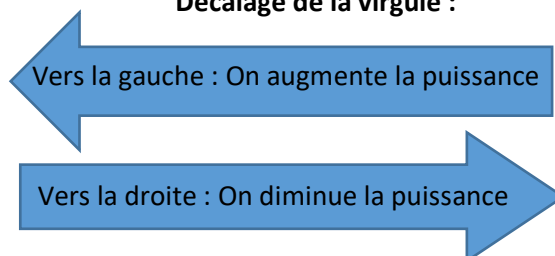 Décalage de la virgule :
Vers la gauche : On augmente la puissance
Vers la droite : On diminue la puissance